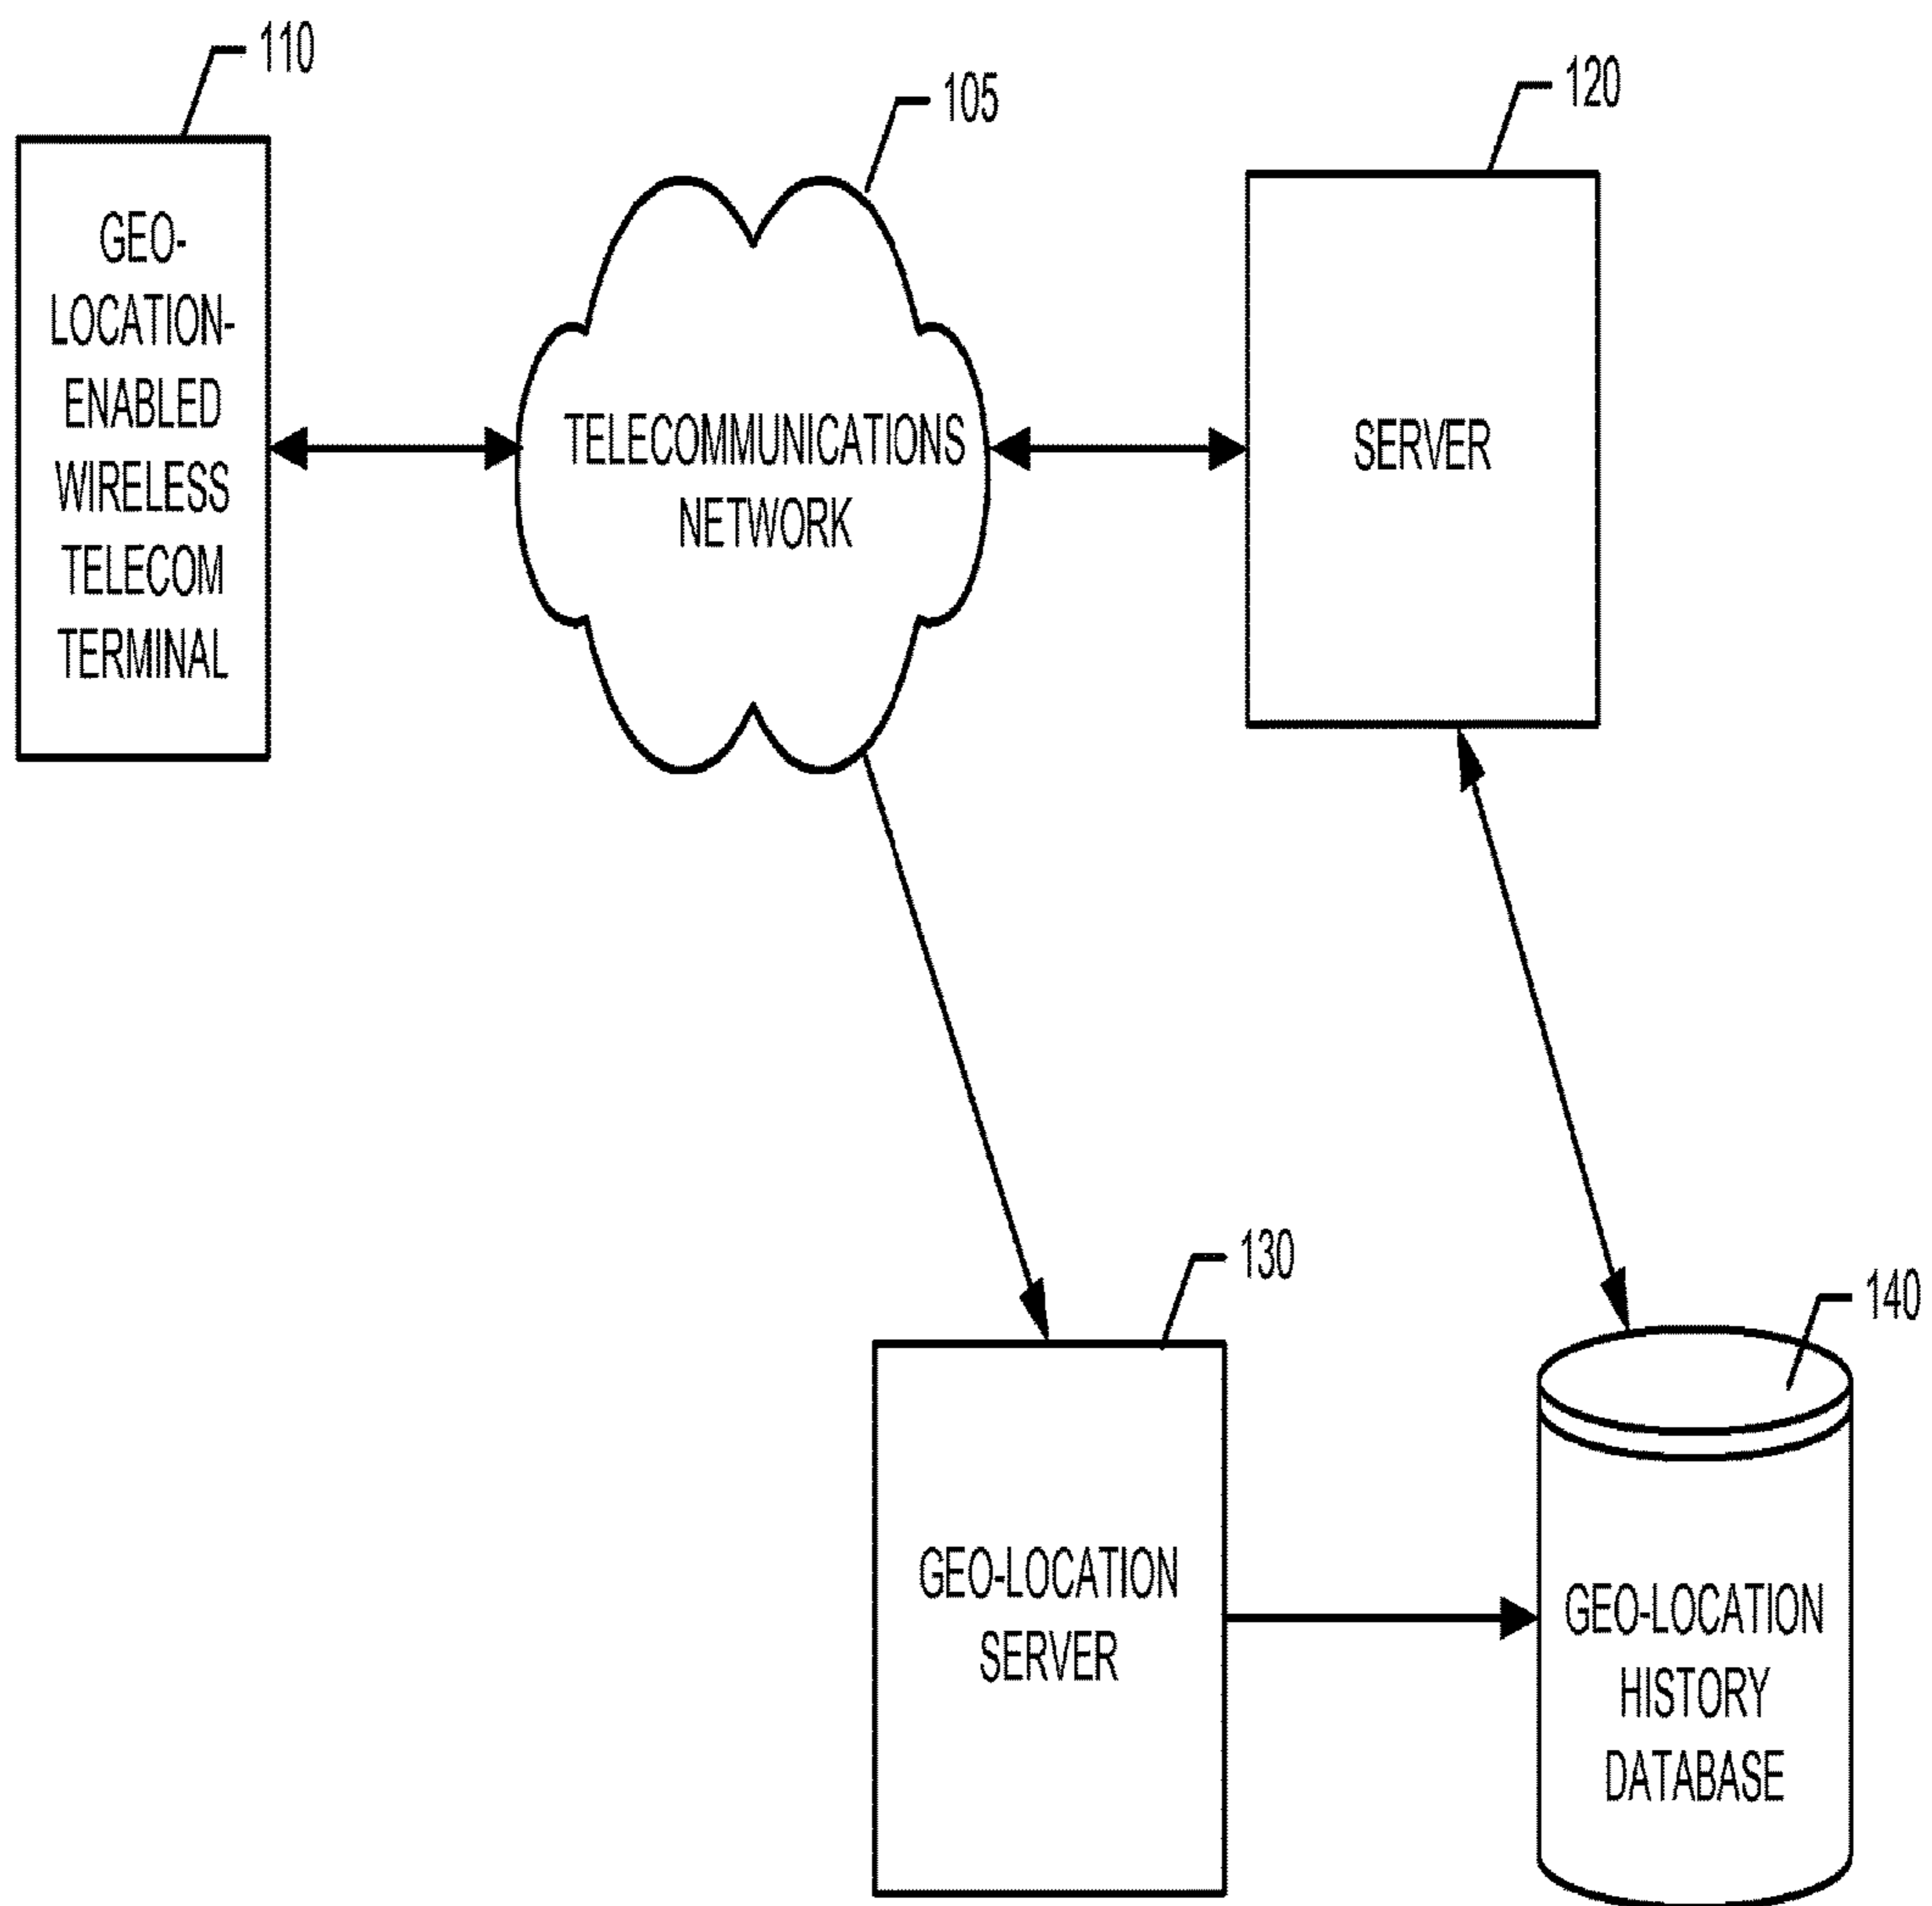 110
105
120
GEO-
LOCATION-
ENABLED
WIRELESS
TELECOM
TERMINAL
TELECOMMUNICATIONS
NETWORK
SERVER
130
140
GEO-LOCATION
SERVER
GEO-LOCATION
HISTORY
DATABASE